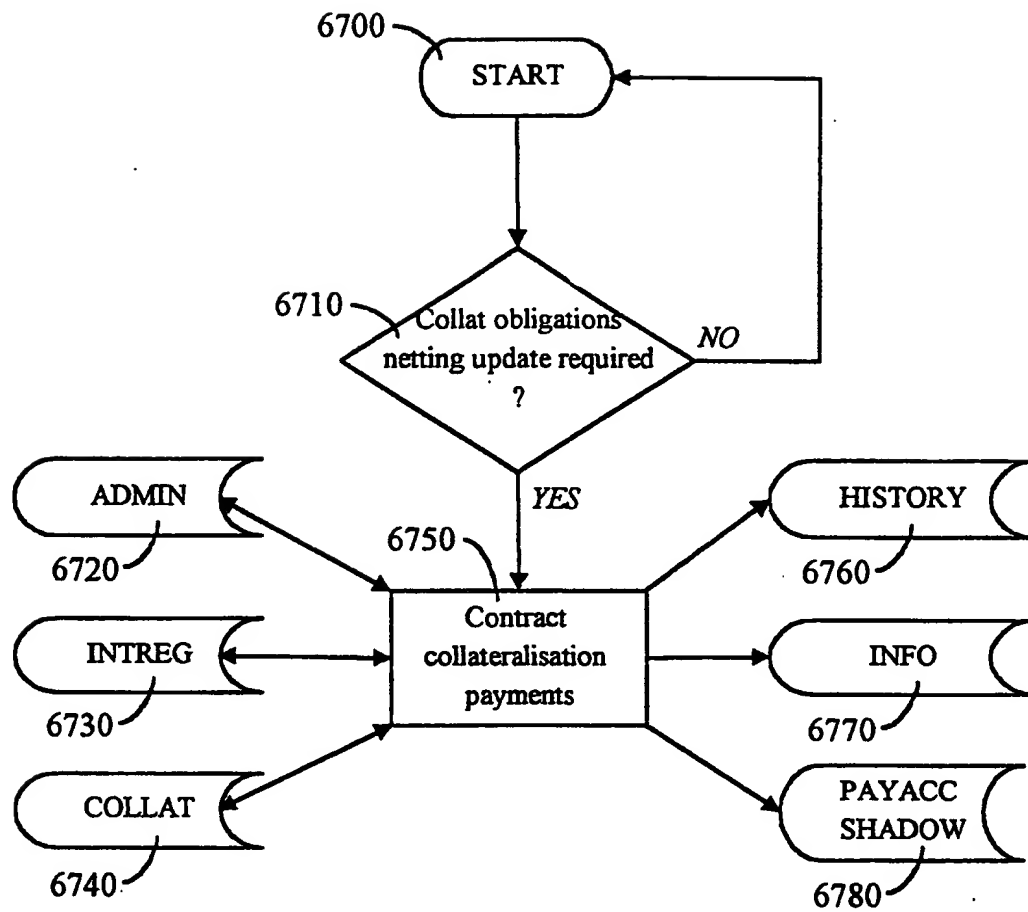 6700
START
6710
Collat obligations
netting update required
?
NO
YES
ADMIN
6720
INTREG
6730
COLLAT
6740
6750
Contract
collateralisation
payments
HISTORY
6760
INFO
6770
PAYACC
SHADOW
6780